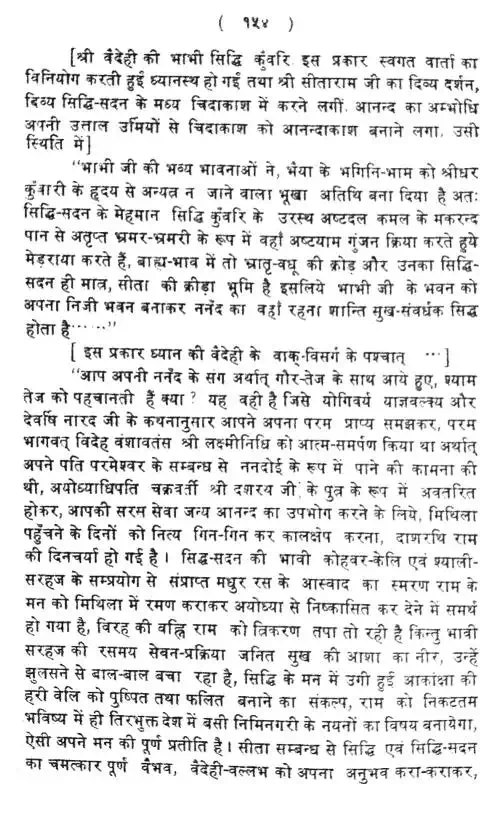 ( १५४ )
[श्री वैदेही की भाभी सिद्धि कुँवरि इस प्रकार स्वगत वार्ता का
विनियोग करती हुई ध्यानस्थ हो गईं तथा श्री सीताराम जी का दिव्य दर्शन,
दिव्य सिद्धि-सदन के मध्य चिदाकाश में करने लगीं. आनन्द का अम्भोधि
अपनी उत्ताल उर्मियों से चिदाकाश को आनन्दाकाश बनाने लगा. उसी
स्थिति में]
"भाभी जी की भव्य भावनाओं ने, भैया के भगिनि-भाम को श्रीधर
कुँवारी के हृदय से अन्यत्र न जाने वाला भूखा अतिथि बना दिया है अतः
सिद्धि-सदन के मेहमान सिद्धि कुँवरि के उरस्थ अष्टदल कमल के मकरन्द
पान से अतृप्त भ्रमर-भ्रमरी के रूप में वहाँ अष्टयाम गुंजन क्रिया करते हुये
मेड़राया करते हैं, बाह्य-भाव में तो भ्रातृ-वधू की क्रोड़ और उनका सिद्धि-
सदन ही मात्र, सीता की क्रीड़ा भूमि है इसलिये भाभी जी के भवन को
अपना निजी भवन बनाकर ननँद का वहाँ रहना शान्ति सुख-संवर्धक सिद्ध
होता है......"
[ इस प्रकार ध्यान की वैदेही के वाक्-विसर्ग के पश्चात् ...]
"आप अपनी ननँद के संग अर्थात् गौर-तेज के साथ आये हुए, श्याम
तेज को पहचानती हैं क्या ? यह वही है जिसे योगिवर्य याज्ञवल्क्य और
देवर्षि नारद जी के कथनानुसार आपने अपना परम प्राप्य समझकर, परम
भागवत् विदेह वंशावतंस श्री लक्ष्मीनिधि को आत्म-समर्पण किया था अर्थात्
अपने पति परमेश्वर के सम्बन्ध से ननदोई के रूप में पाने की कामना की
थी, अयोध्याधिपति चक्रवर्ती श्री दशरथ जी के पुत्र के रूप में अवतरित
होकर, आपकी सरस सेवा जन्य आनन्द का उपभोग करने के लिये, मिथिला
पहुँचने के दिनों को नित्य गिन-गिन कर कालक्षेप करना, दाशरथि राम
की दिनचर्या हो गई है । सिद्धि-सदन की भावी कोहवर-केलि एवं श्याली-
सरहज के सम्प्रयोग से संप्राप्त मधुर रस के आस्वाद का स्मरण राम के
मन को मिथिला में रमण कराकर अयोध्या से निष्कासित कर देने में समर्थ
हो गया है, विरह की वह्नि राम को त्रिकरण तपा तो रही है किन्तु भावी
सरहज की रसमय सेवन-प्रक्रिया जनित सुख की आशा का नीर, उन्हें
झुलसने से बाल-बाल बचा रहा है, सिद्धि के मन में उगी हुई आकांक्षा की
हरी वेलि को पुष्पित तथा फलित बनाने का संकल्प, राम को निकटतम
भविष्य में ही तिरभुक्त देश में बसी निमिनगरी के नयनों का विषय बनायेगा,
ऐसी अपने मन की पूर्ण प्रतीति है । सीता सम्बन्ध से सिद्धि एवं सिद्धि-सदन
का चमत्कार पूर्ण वैभव, वैदेही-वल्लभ को अपना अनुभव करा-कराकर,